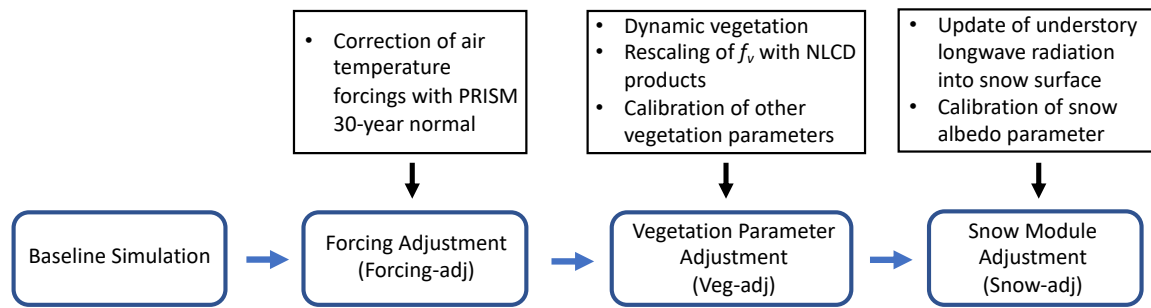 • Correction of air
temperature
forcings with PRISM
30-year normal
• Dynamic vegetation
• Rescaling of fv with NLCD
products
• Calibration of other
vegetation parameters
• Update of understory
longwave radiation
into snow surface
• Calibration of snow
albedo parameter
Baseline Simulation
Forcing Adjustment
(Forcing-adj)
Vegetation Parameter
Adjustment
(Veg-adj)
Snow Module
Adjustment
(Snow-adj)